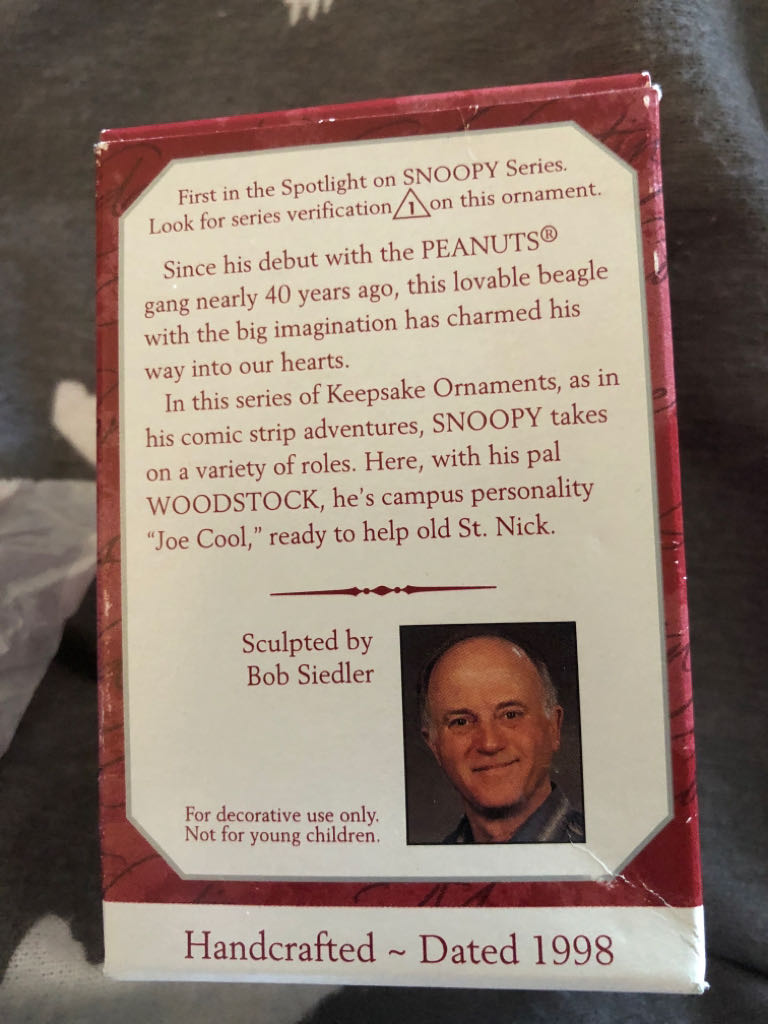 First in the Spotlight on SNOOPY Series.
Look for series verification 1 on this ornament.
Since his debut with the PEANUTS®
gang nearly 40 years ago, this lovable beagle
with the big imagination has charmed his
way into our hearts.
In this series of Keepsake Ornaments, as in
his comic strip adventures, SNOOPY takes
on a variety of roles. Here, with his pal
WOODSTOCK, he's campus personality
“Joe Cool,” ready to help old St. Nick.
Sculpted by
Bob Siedler
For decorative use only.
Not for young children.
Handcrafted ~ Dated 1998